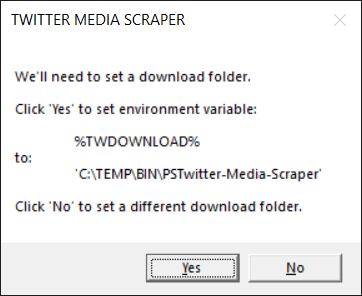 TWITTER MEDIA SCRAPER
We'll need to set a download folder.
Click 'Yes' to set environment variable:
%TWDOWNLOAD%
to:
'C:\TEMP\BIN\PSTwitter-Media-Scraper'
Click 'No' to set a different download folder.
Yes No